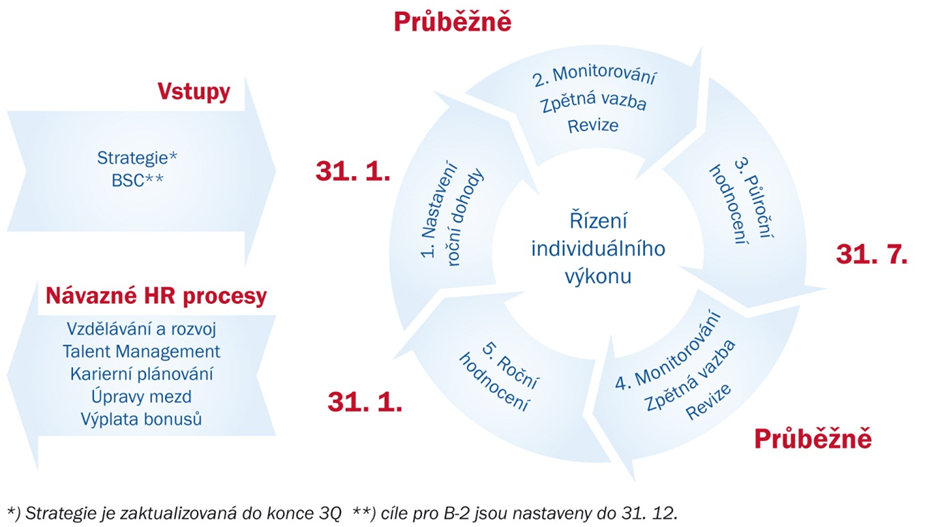 Průběžně
Vstupy
Strategie*
BSC**
31. 1.
1. Nastavení
roční dohody
2. Monitorování
Zpětná vazba
Revize
3. Půlroční
hodnocení
31. 7.
Řízení
individuálního
výkonu
Návazné HR procesy
Vzdělávání a rozvoj
Talent Management
Karierní plánování
Úpravy mezd
Výplata bonusů
31. 1.
5. Roční
hodnocení
4. Monitorování
Zpětná vazba
Revize
Průběžně
*) Strategie je zaktualizovaná do konce 3Q **) cíle pro B-2 jsou nastaveny do 31. 12.